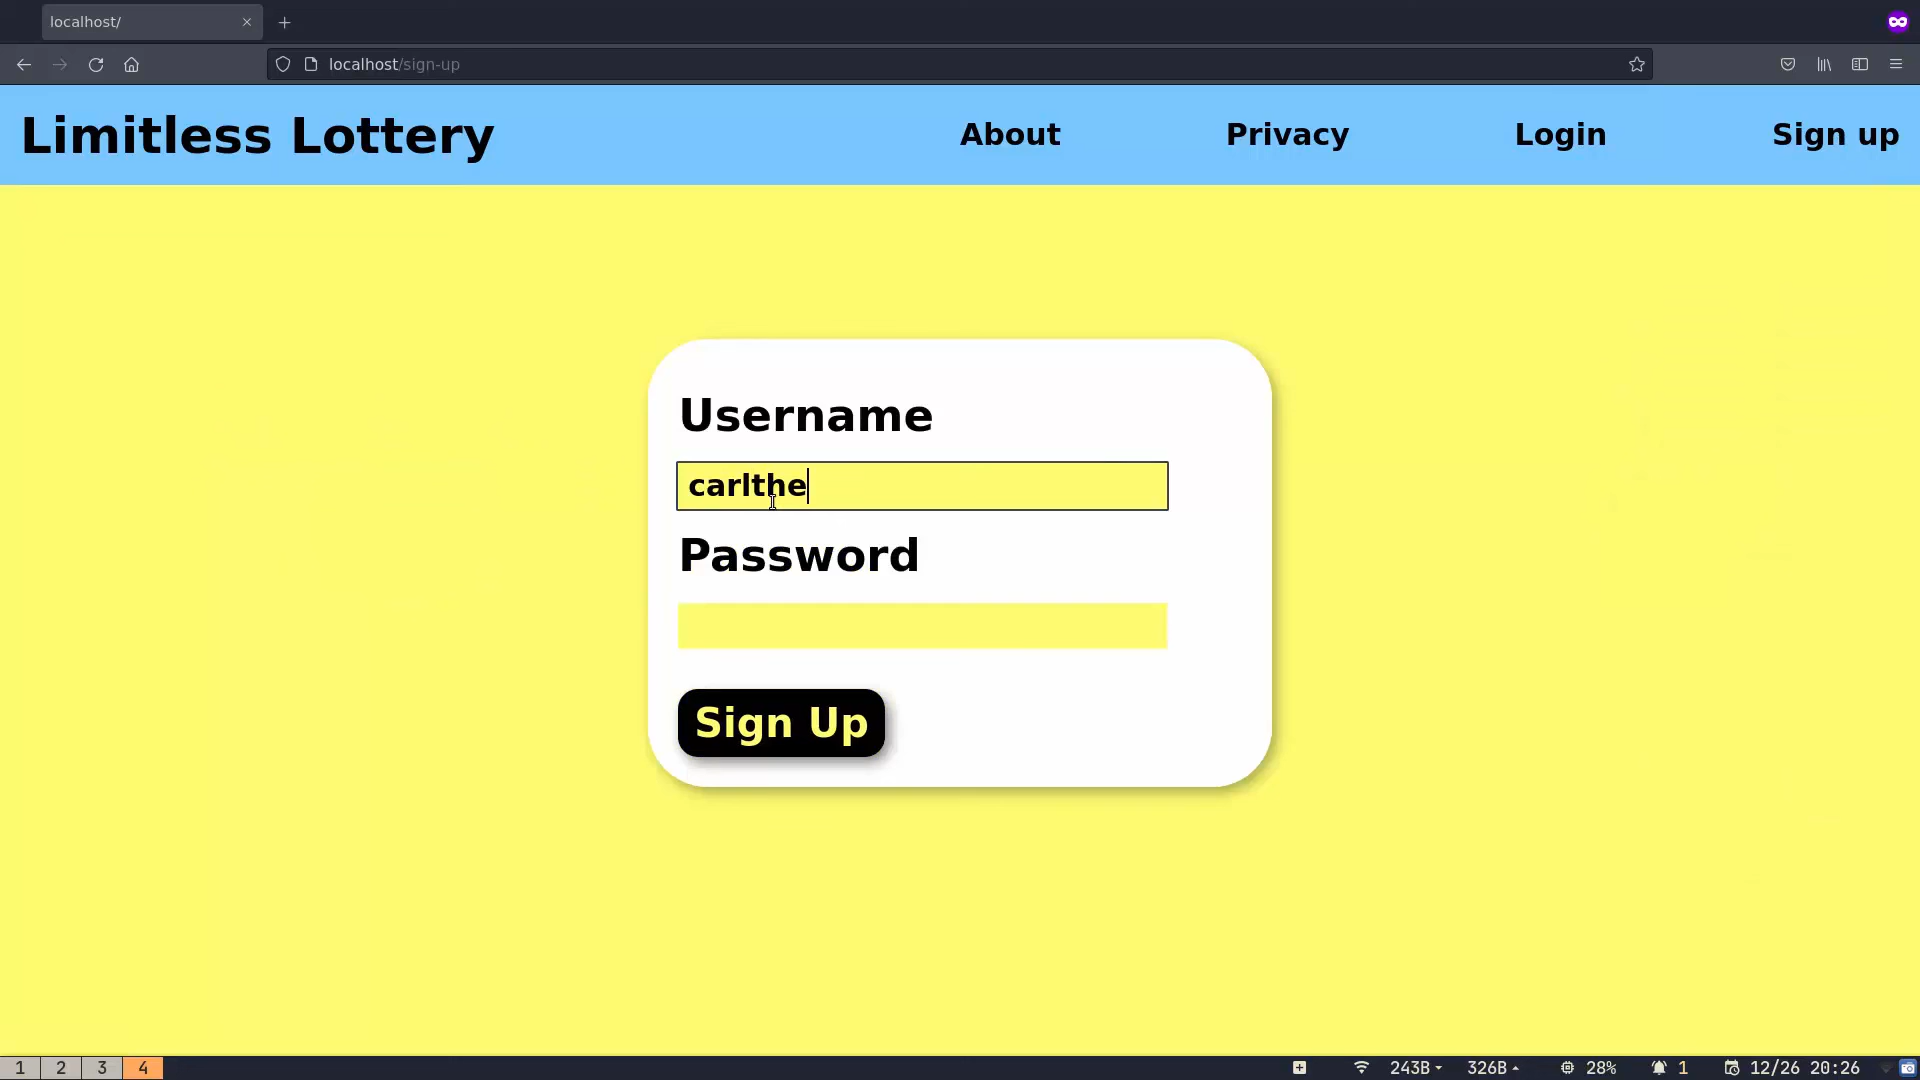 localhost/
localhost/sign-up
Limitless Lottery
About
Privacy
Login
Sign up
Username
carlthe
Password
Sign Up
1 2 3 4
243B 326B 28% 1 12/26 20:26